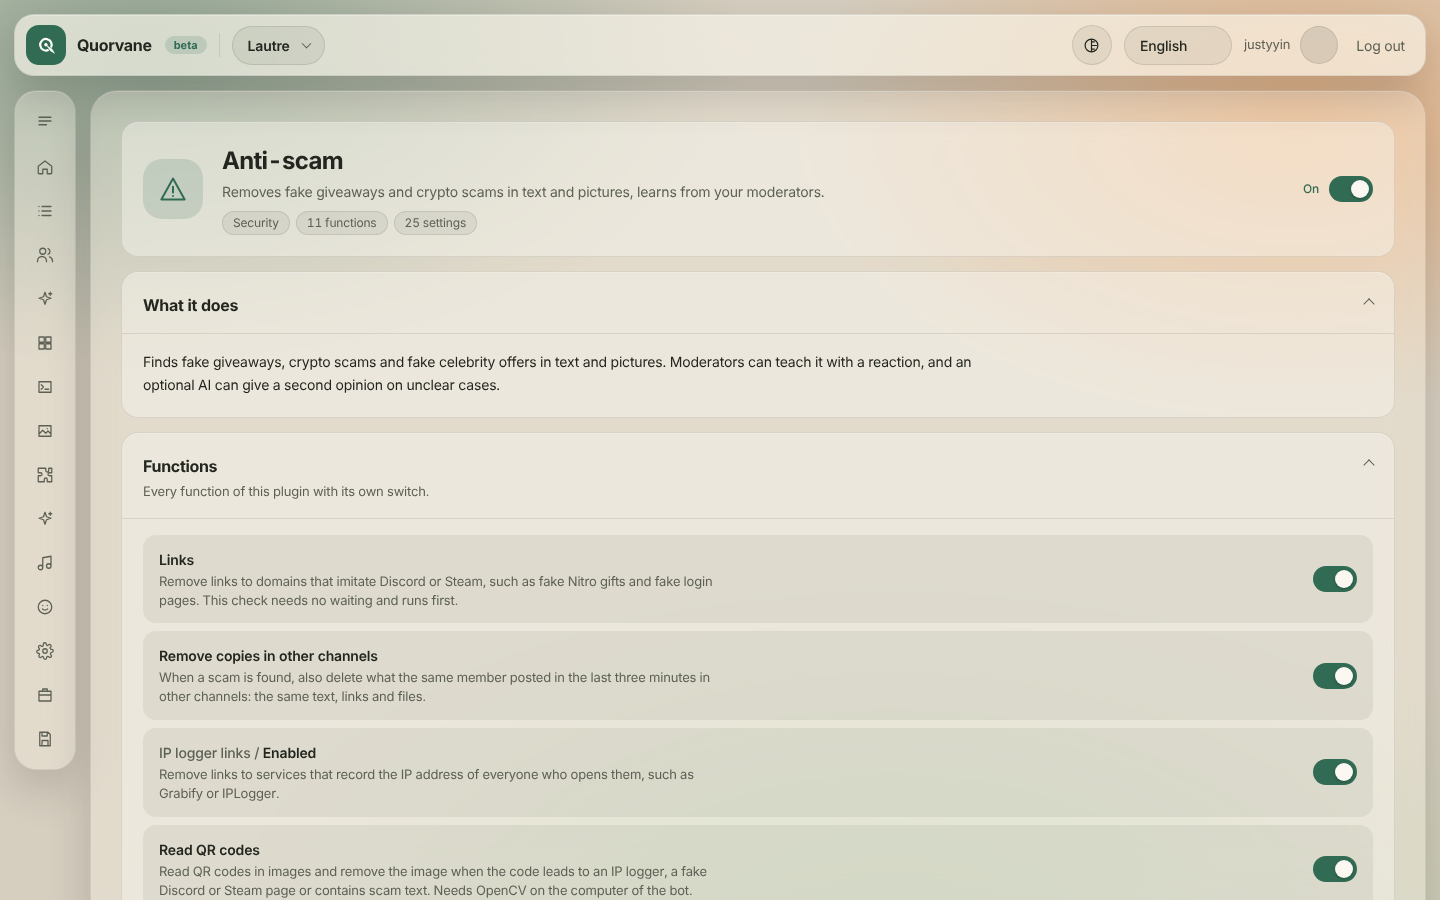 Quorvane beta Lautre English justyyin Log out
Anti-scam
Removes fake giveaways and crypto scams in text and pictures, learns from your moderators.
On
Security 11 functions 25 settings
What it does
Finds fake giveaways, crypto scams and fake celebrity offers in text and pictures. Moderators can teach it with a reaction, and an
optional AI can give a second opinion on unclear cases.
Functions
Every function of this plugin with its own switch.
Links
Remove links to domains that imitate Discord or Steam, such as fake Nitro gifts and fake login
pages. This check needs no waiting and runs first.
Remove copies in other channels
When a scam is found, also delete what the same member posted in the last three minutes in
other channels: the same text, links and files.
IP logger links / Enabled
Remove links to services that record the IP address of everyone who opens them, such as
Grabify or IPLogger.
Read QR codes
Read QR codes in images and remove the image when the code leads to an IP logger, a fake
Discord or Steam page or contains scam text. Needs OpenCV on the computer of the bot.